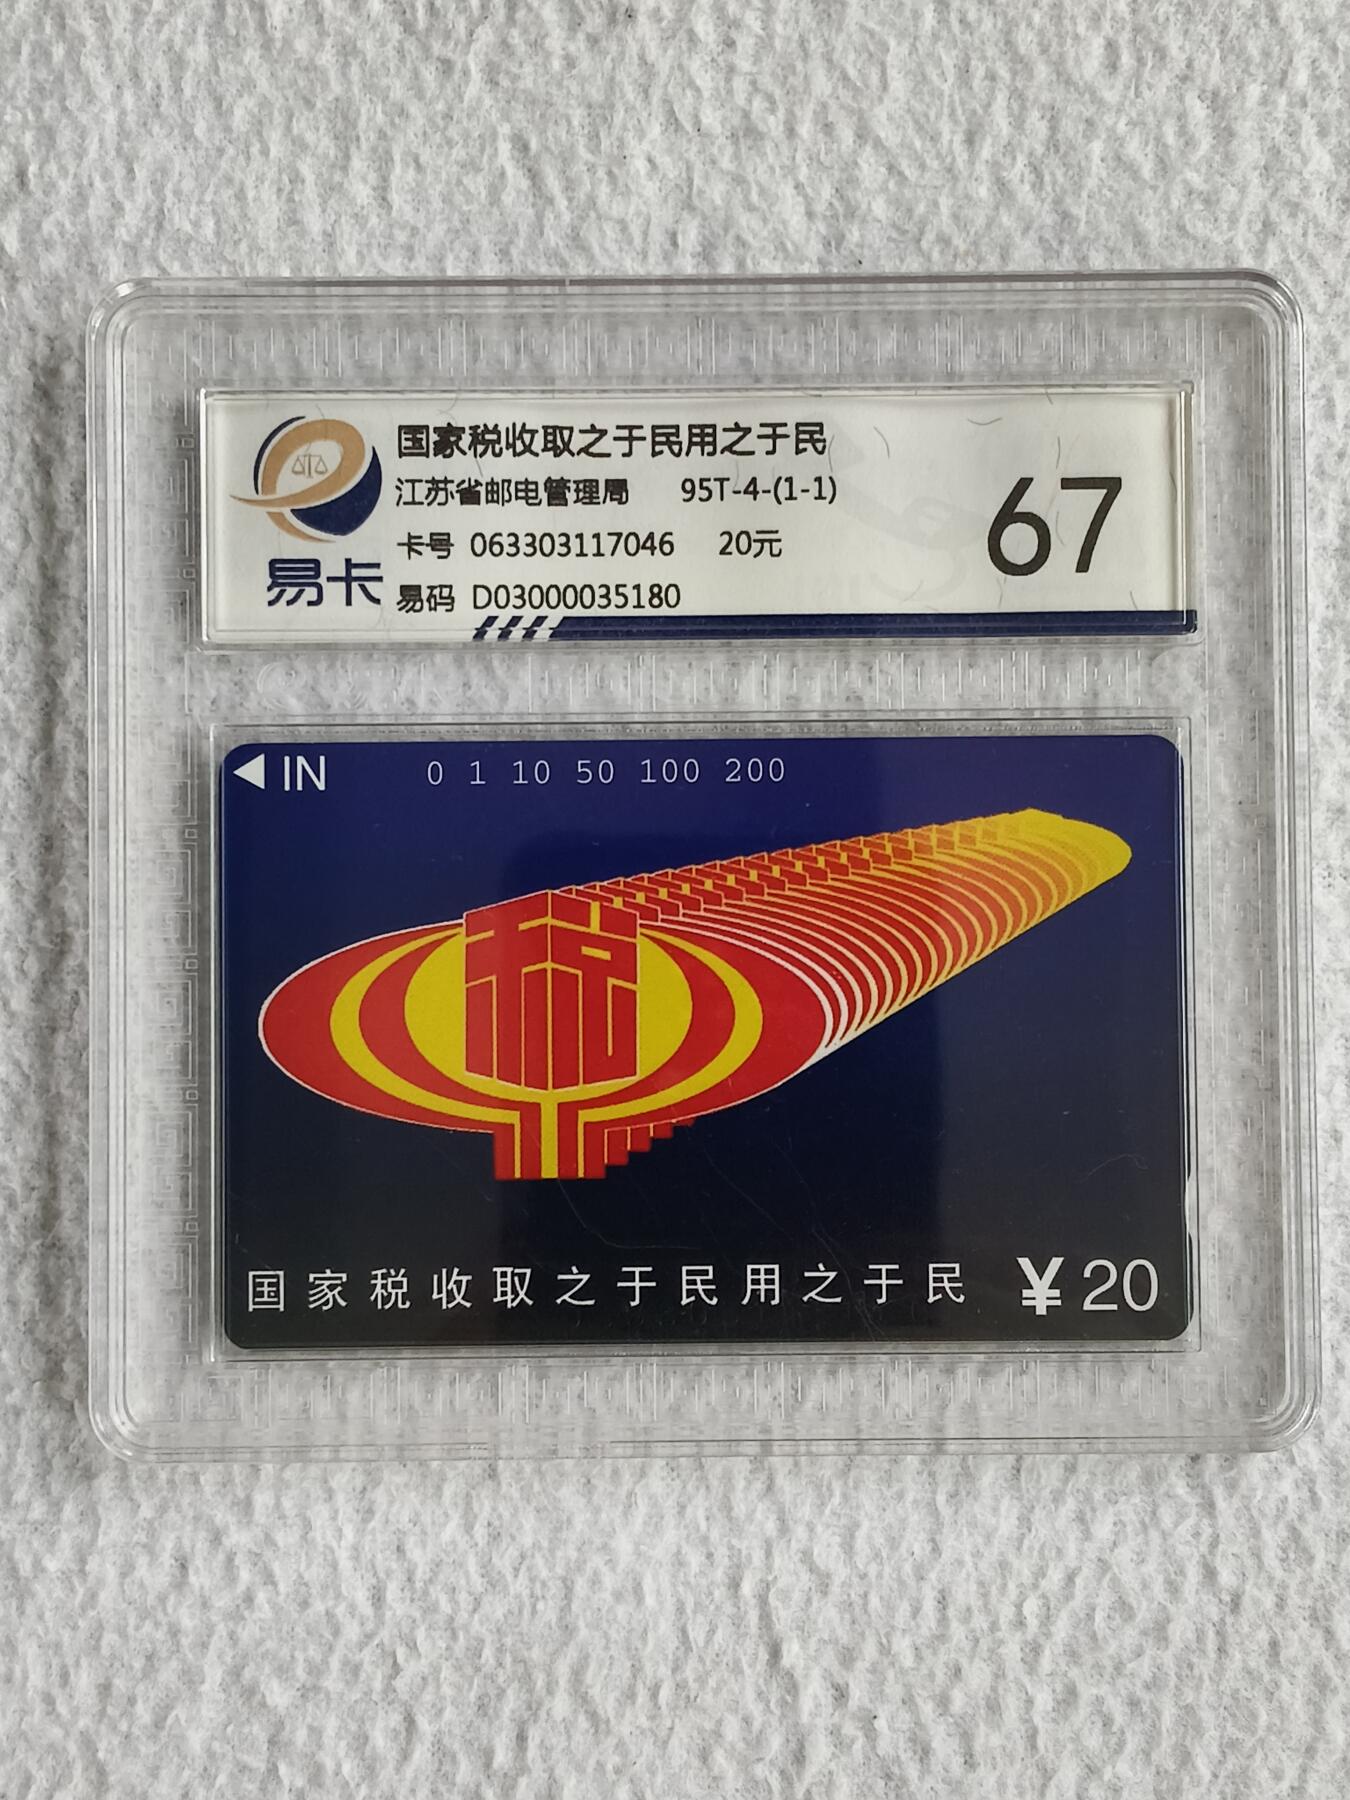 国家税收取之于民用之于民
江苏省邮电管理局 95T-4-(1-1)
卡号 063303117046 20元
易码 D03000035180
易卡
67
◀ IN 0 1 10 50 100 200
税
国家税收取之于民用之于民 ¥20